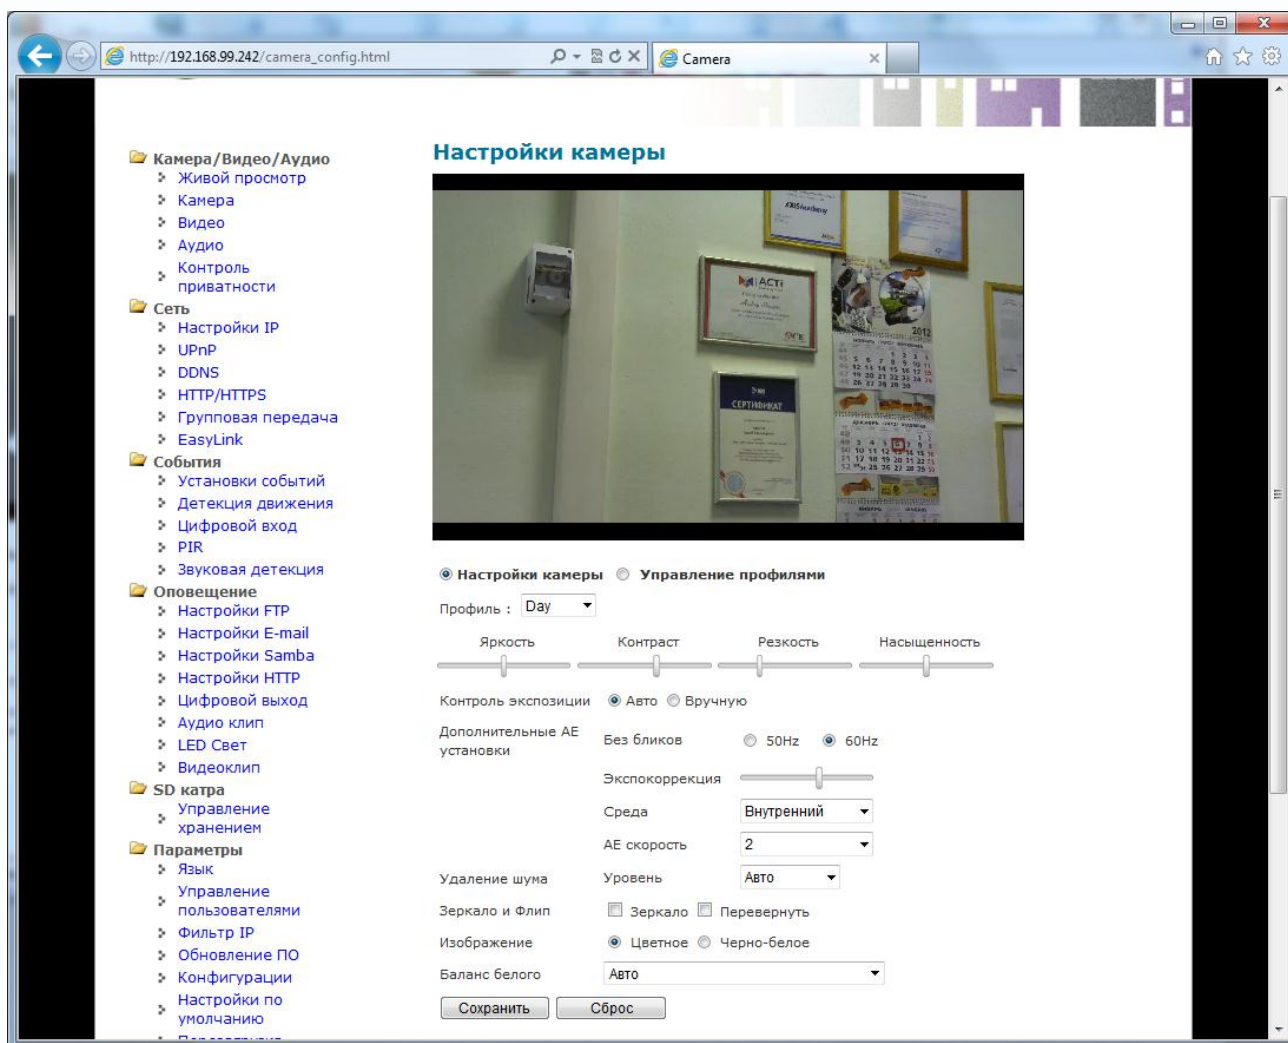 http://192.168.99.242/camera_config.html
Camera
Камера/Видео/Аудио
Живой просмотр
Камера
Видео
Аудио
Контроль
приватности
Сеть
Настройки IP
UPnP
DDNS
HTTP/HTTPS
Групповая передача
EasyLink
События
Установки событий
Детекция движения
Цифровой вход
PIR
Звуковая детекция
Оповещение
Настройки FTP
Настройки E-mail
Настройки Samba
Настройки HTTP
Цифровой выход
Аудио клип
LED Свет
Видеоклип
SD катра
Управление
хранением
Параметры
Язык
Управление
пользователями
Фильтр IP
Обновление ПО
Конфигурации
Настройки по
умолчанию
Настройки камеры
AXIS Academy
ACTi
2012
СЕРТИФИКАТ
Настройки камеры Управление профилями
Профиль : Day
Яркость Контраст Резкость Насыщенность
Контроль экспозиции Авто Вручную
Дополнительные АЕ
установки
Без бликов 50Hz 60Hz
Экспокоррекция
Среда Внутренний
АЕ скорость 2
Удаление шума Уровень Авто
Зеркало и Флип Зеркало Перевернуть
Изображение Цветное Черно-белое
Баланс белого Авто
Сохранить Сброс